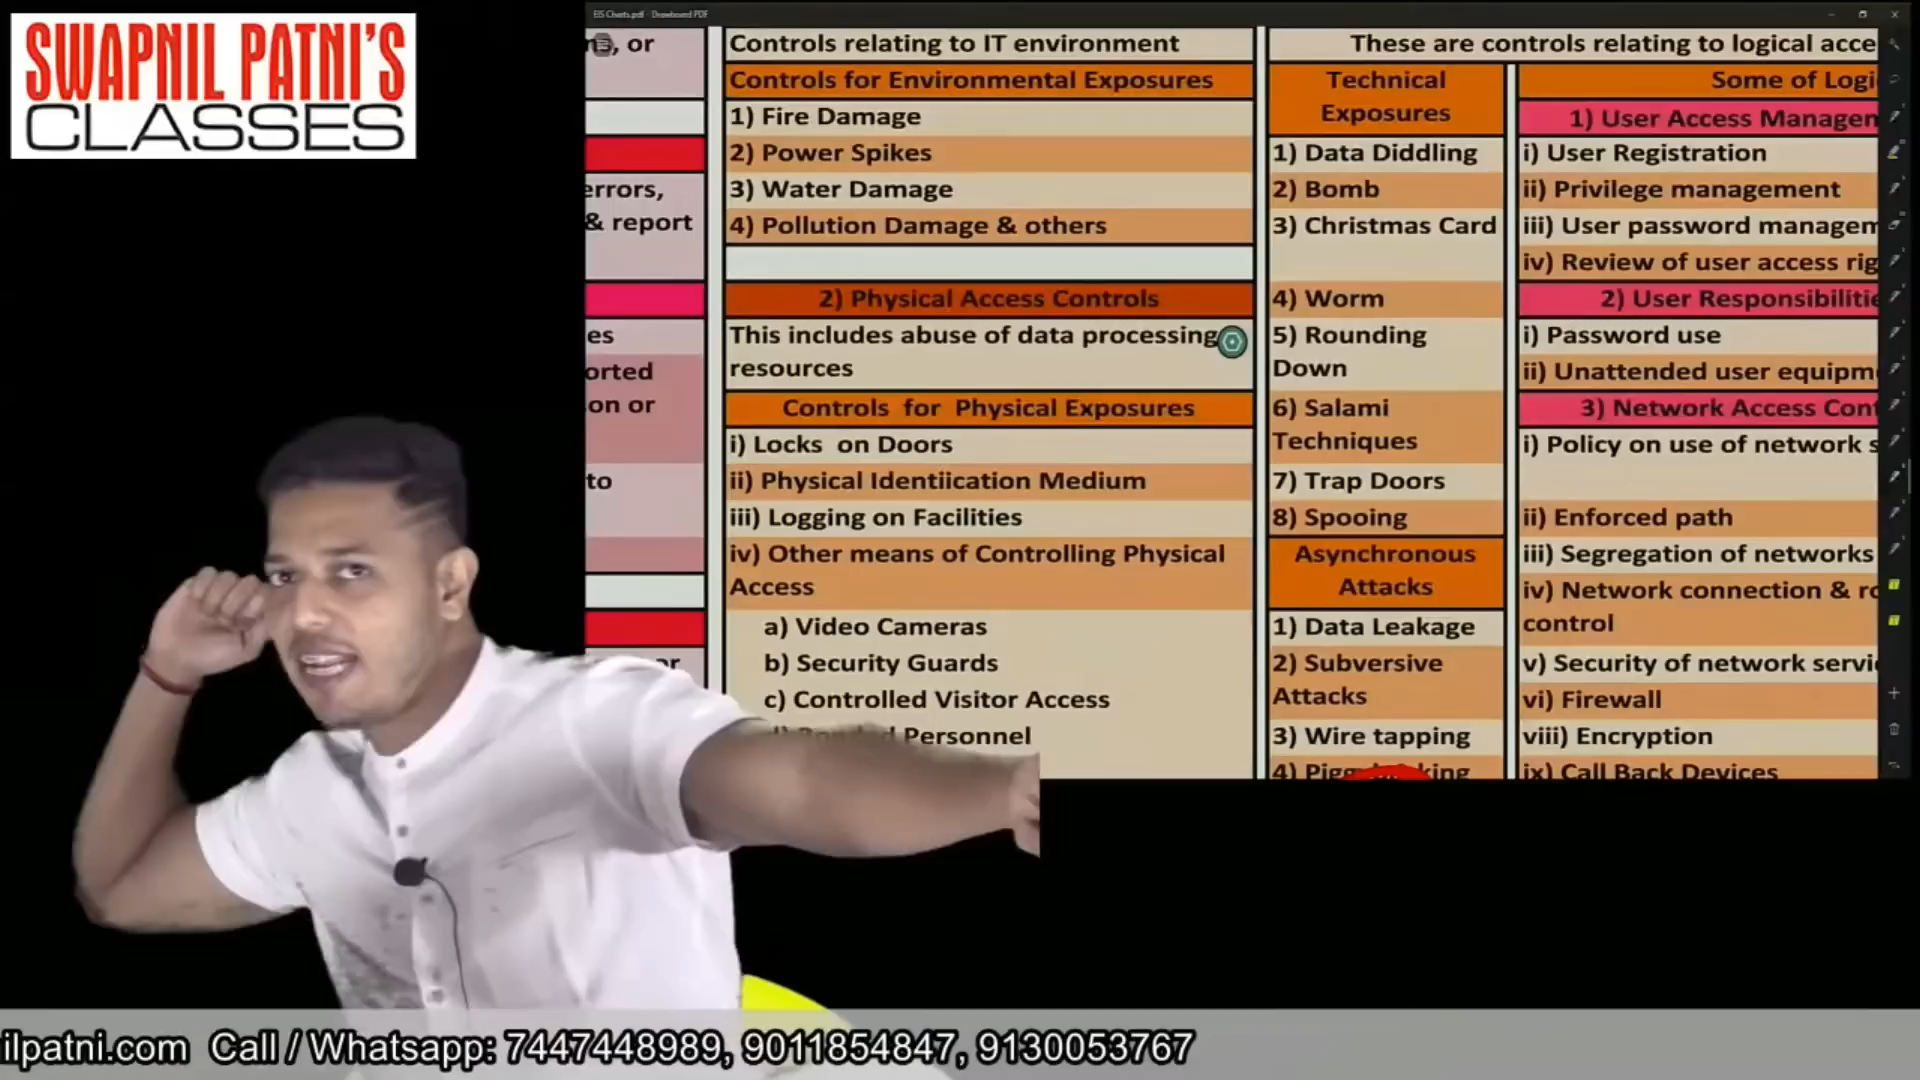 SWAPNIL PATNI'S
CLASSES
EIS Charts.pdf - Drawboard PDF
, or
errors,
& report
es
orted
on or
to
or
Controls relating to IT environment
Controls for Environmental Exposures
1) Fire Damage
2) Power Spikes
3) Water Damage
4) Pollution Damage & others
2) Physical Access Controls
This includes abuse of data processing
resources
Controls for Physical Exposures
i) Locks on Doors
ii) Physical Identiication Medium
iii) Logging on Facilities
iv) Other means of Controlling Physical
Access
a) Video Cameras
b) Security Guards
c) Controlled Visitor Access
Personnel
These are controls relating to logical acce
Technical
Exposures
1) Data Diddling
2) Bomb
3) Christmas Card
4) Worm
5) Rounding
Down
6) Salami
Techniques
7) Trap Doors
8) Spooing
Asynchronous
Attacks
1) Data Leakage
2) Subversive
Attacks
3) Wire tapping
4)
Some of Logi
1) User Access Managen
i) User Registration
ii) Privilege management
iii) User password managem
iv) Review of user access rig
2) User Responsibilitie
i) Password use
ii) Unattended user equipm
3) Network Access Con
i) Policy on use of network s
ii) Enforced path
iii) Segregation of networks
iv) Network connection & ro
control
v) Security of network servi
vi) Firewall
viii) Encryption
ix) Call Back Devices
ilpatni.com Call / Whatsapp: 7447448989, 9011854847, 9130053767